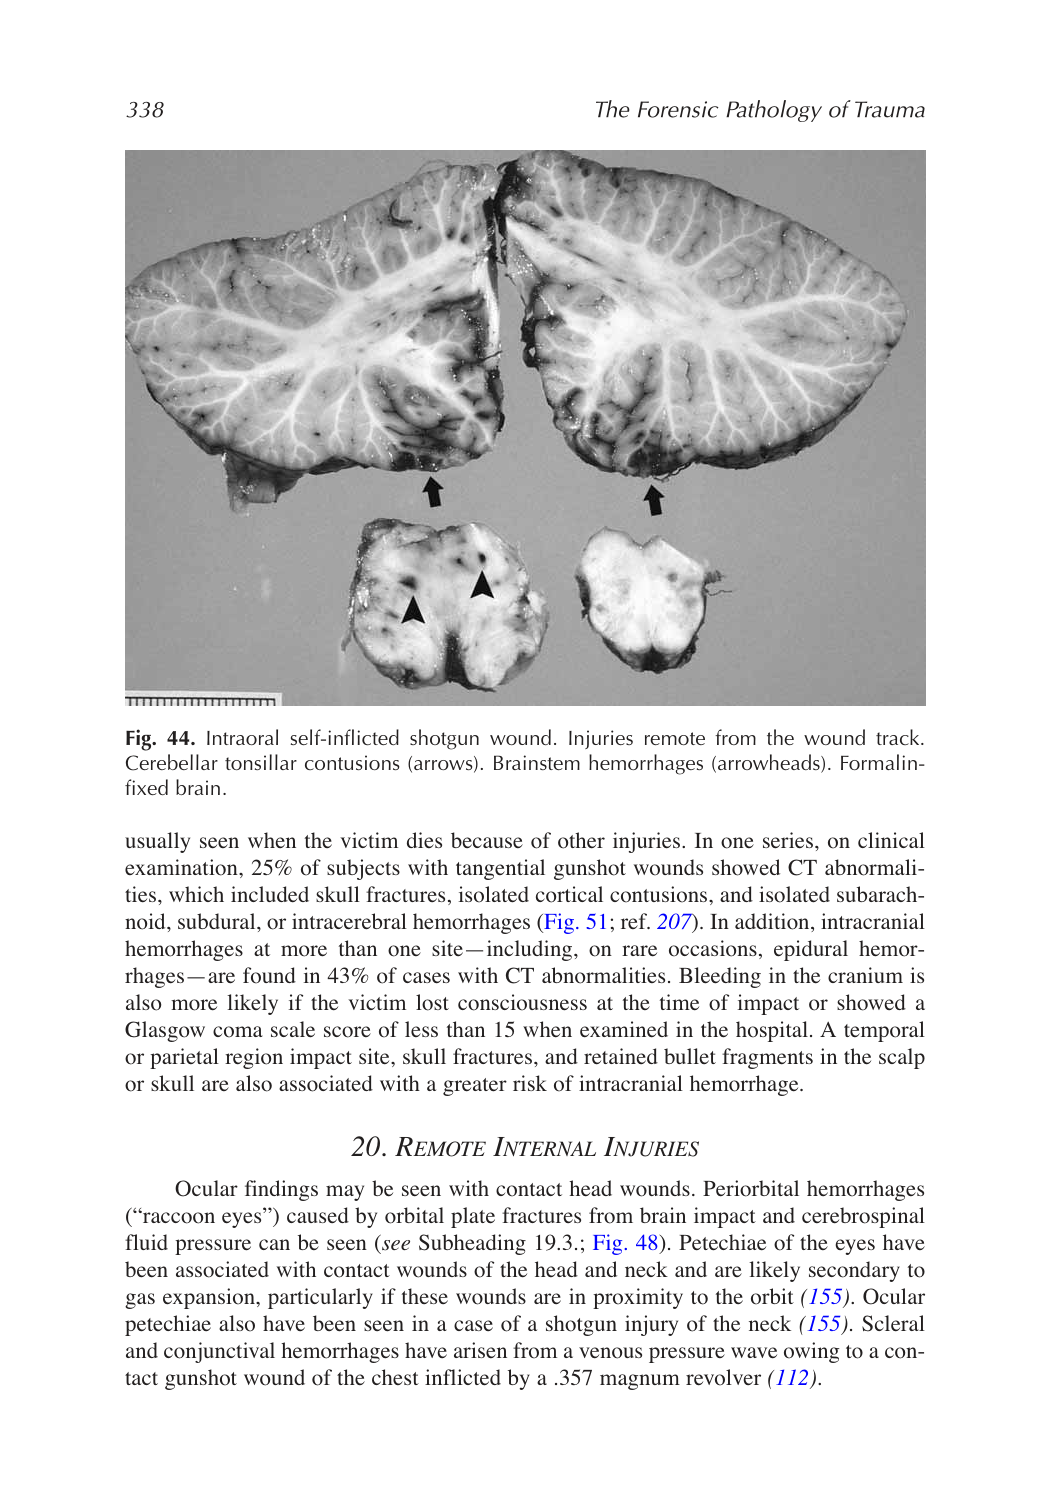 338
The Forensic Pathology of Trauma
Fig. 44. Intraoral self-inflicted shotgun wound. Injuries remote from the wound track.
Cerebellar tonsillar contusions (arrows). Brainstem hemorrhages (arrowheads). Formalin-
fixed brain.
usually seen when the victim dies because of other injuries. In one series, on clinical
examination, 25% of subjects with tangential gunshot wounds showed CT abnormali-
ties, which included skull fractures, isolated cortical contusions, and isolated subarach-
noid, subdural, or intracerebral hemorrhages (Fig. 51; ref. 207). In addition, intracranial
hemorrhages at more than one site—including, on rare occasions, epidural hemor-
rhages—are found in 43% of cases with CT abnormalities. Bleeding in the cranium is
also more likely if the victim lost consciousness at the time of impact or showed a
Glasgow coma scale score of less than 15 when examined in the hospital. A temporal
or parietal region impact site, skull fractures, and retained bullet fragments in the scalp
or skull are also associated with a greater risk of intracranial hemorrhage.
20. REMOTE INTERNAL INJURIES
Ocular findings may be seen with contact head wounds. Periorbital hemorrhages
(“raccoon eyes”) caused by orbital plate fractures from brain impact and cerebrospinal
fluid pressure can be seen (see Subheading 19.3.; Fig. 48). Petechiae of the eyes have
been associated with contact wounds of the head and neck and are likely secondary to
gas expansion, particularly if these wounds are in proximity to the orbit (155). Ocular
petechiae also have been seen in a case of a shotgun injury of the neck (155). Scleral
and conjunctival hemorrhages have arisen from a venous pressure wave owing to a con-
tact gunshot wound of the chest inflicted by a .357 magnum revolver (112).